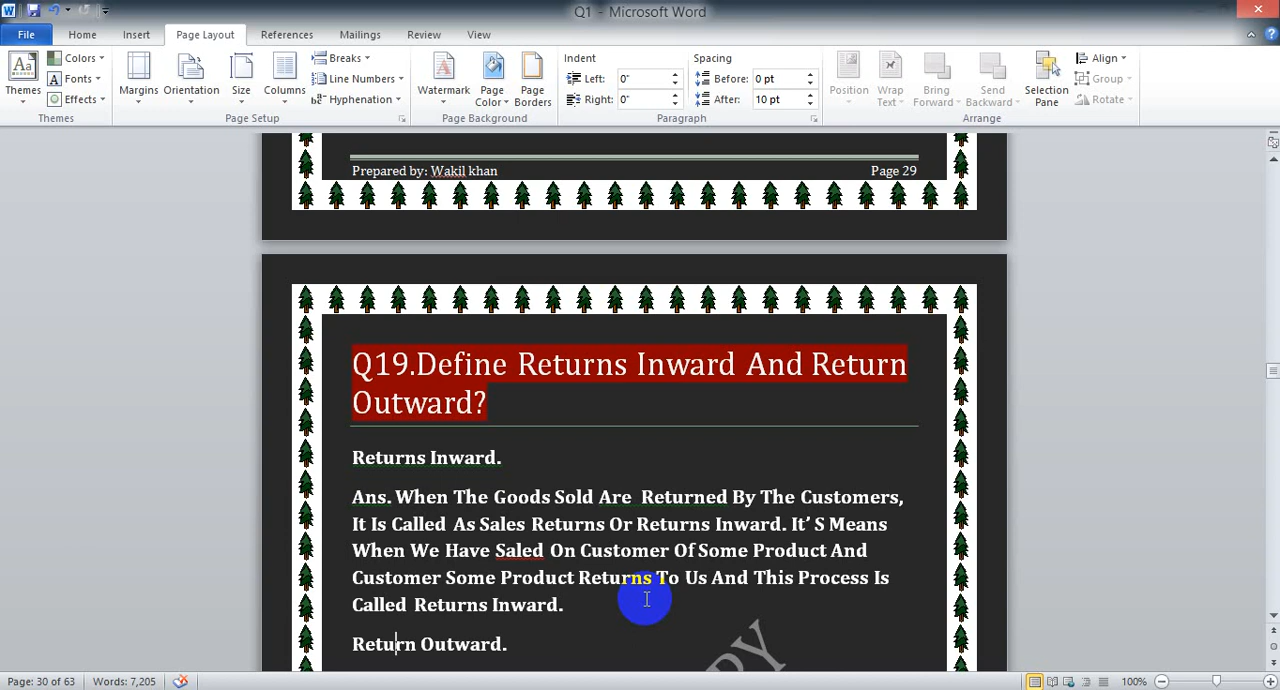 Q1 - Microsoft Word
File Home Insert Page Layout References Mailings Review View
Themes
Colors
Fonts
Effects
Themes
Margins Orientation Size Columns
Breaks
Line Numbers
Hyphenation
Page Setup
Watermark Page Color Page Borders
Page Background
Indent
Left: 0"
Right: 0"
Spacing
Before: 0 pt
After: 10 pt
Paragraph
Position Wrap Text Bring Forward Send Backward Selection Pane
Align
Group
Rotate
Arrange
Prepared by: Wakil khan Page 29
Q19.Define Returns Inward And Return
Outward?
Returns Inward.
Ans. When The Goods Sold Are Returned By The Customers,
It Is Called As Sales Returns Or Returns Inward. It' S Means
When We Have Saled On Customer Of Some Product And
Customer Some Product Returns To Us And This Process Is
Called Returns Inward.
Return Outward.
Page: 30 of 63 Words: 7,205 100%